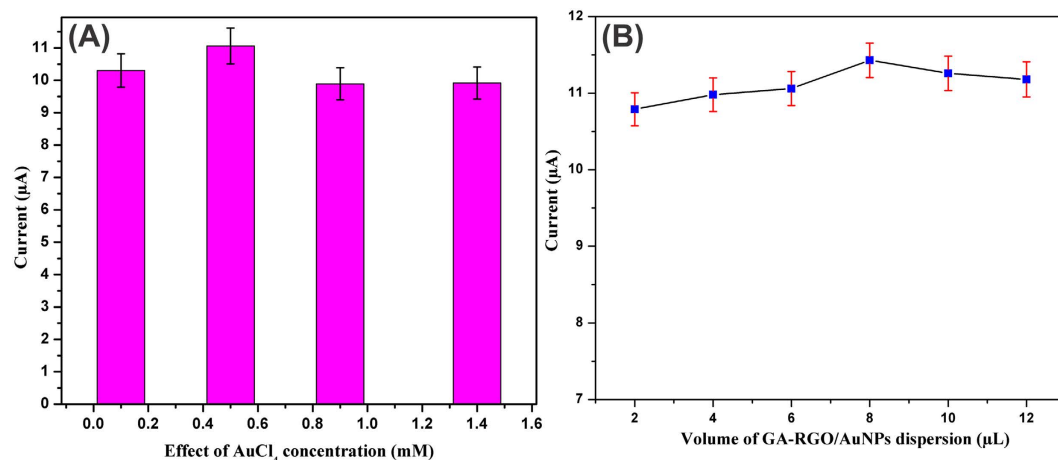 (A)
11
10
9
8
7
6
5
4
3
2
1
0
Current (µA)
0.0 0.2 0.4 0.6 0.8 1.0 1.2 1.4 1.6
Effect of AuCl₄ concentration (mM)
(B)
12
11
10
9
8
7
Current (µA)
2 4 6 8 10 12
Volume of GA-RGO/AuNPs dispersion (µL)